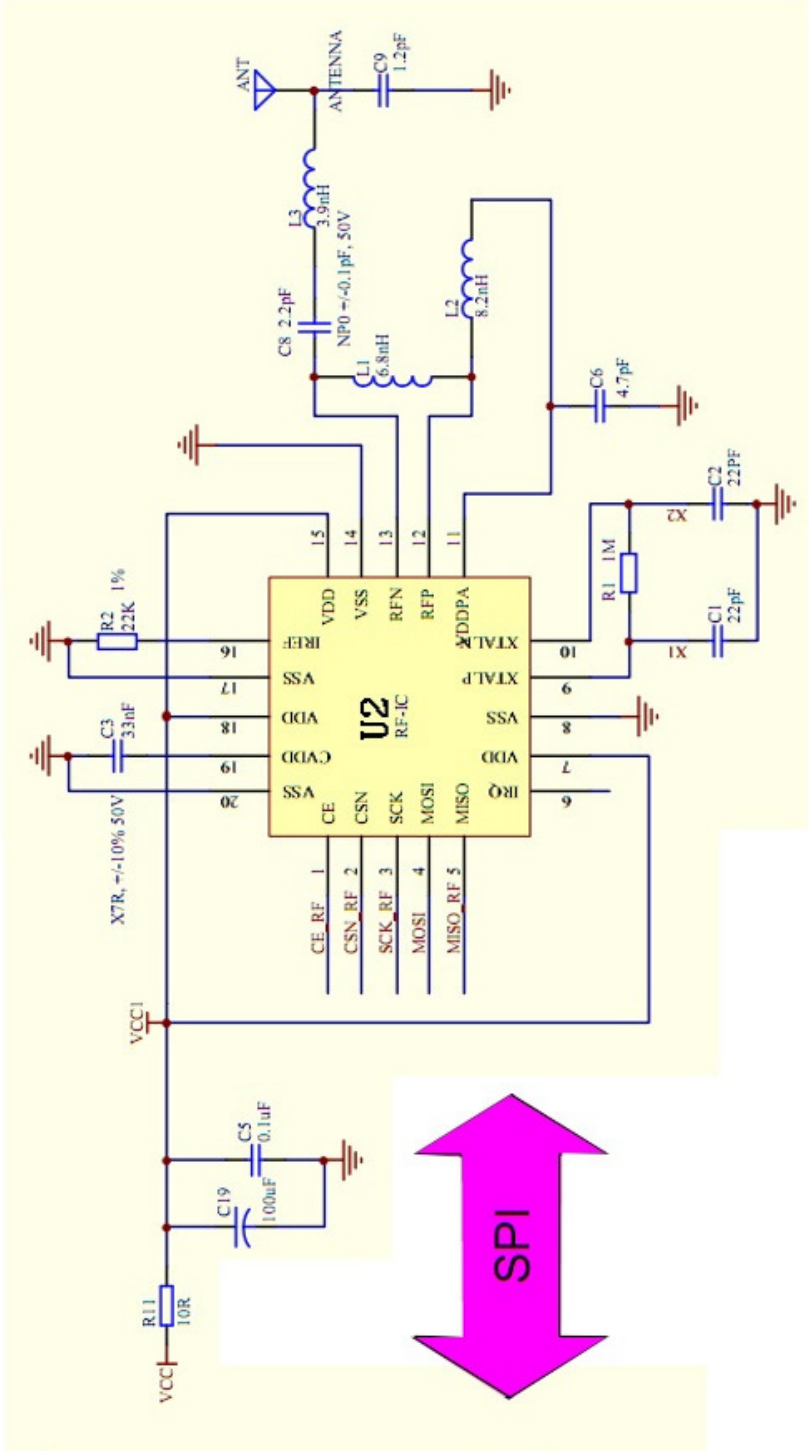 ANT
ANTENNA
C9
1.2pF
L3
3.9nH
C8 2.2pF
NP0 +/-0.1pF, 50V
L1
6.8nH
L2
8.2nH
C6
4.7pF
15
14
13
12
11
VDD
VSS
RFN
RFP
VDDPA
R2
22K
1%
C3
33nF
X7R, +/-10% 50V
16
17
18
19
20
IREF
VSS
VDD
CVDD
VSS
U2
RF-IC
XTALN
XTALP
VSS
VDD
IRQ
10
9
8
7
6
R1 1M
X2
X1
C2
22PF
C1
22pF
CE
CSN
SCK
MOSI
MISO
1
2
3
4
5
CE_RF
CSN_RF
SCK_RF
MOSI
MISO_RF
VCC1
C5
0.1uF
C19
100uF
R11
10R
VCC
SPI